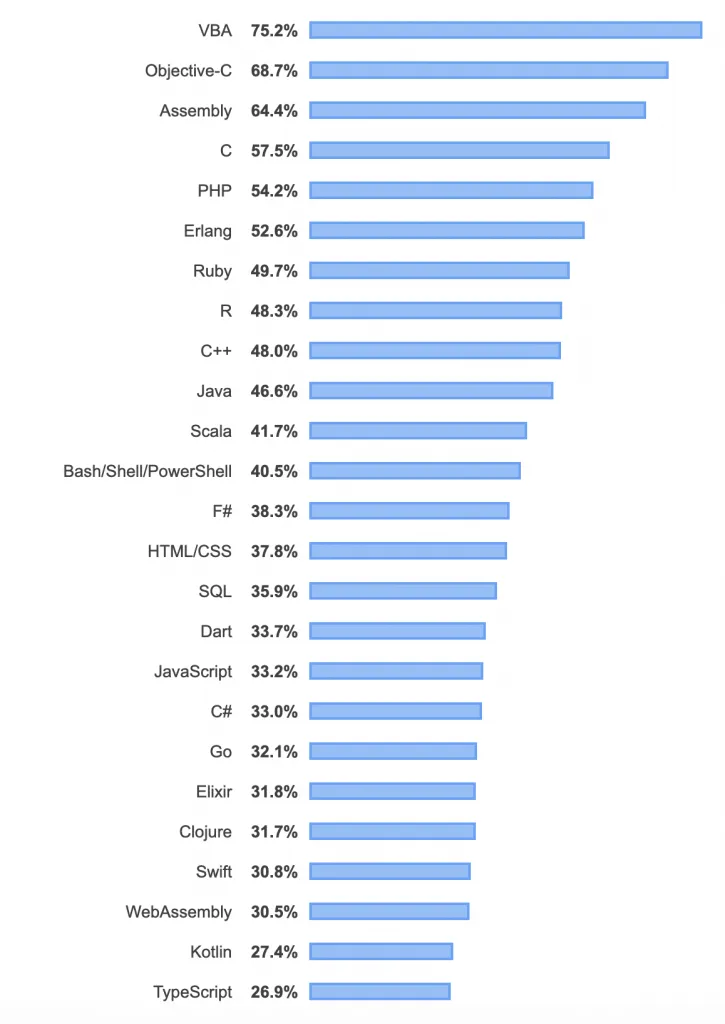 VBA 75.2%
Objective-C 68.7%
Assembly 64.4%
C 57.5%
PHP 54.2%
Erlang 52.6%
Ruby 49.7%
R 48.3%
C++ 48.0%
Java 46.6%
Scala 41.7%
Bash/Shell/PowerShell 40.5%
F# 38.3%
HTML/CSS 37.8%
SQL 35.9%
Dart 33.7%
JavaScript 33.2%
C# 33.0%
Go 32.1%
Elixir 31.8%
Clojure 31.7%
Swift 30.8%
WebAssembly 30.5%
Kotlin 27.4%
TypeScript 26.9%